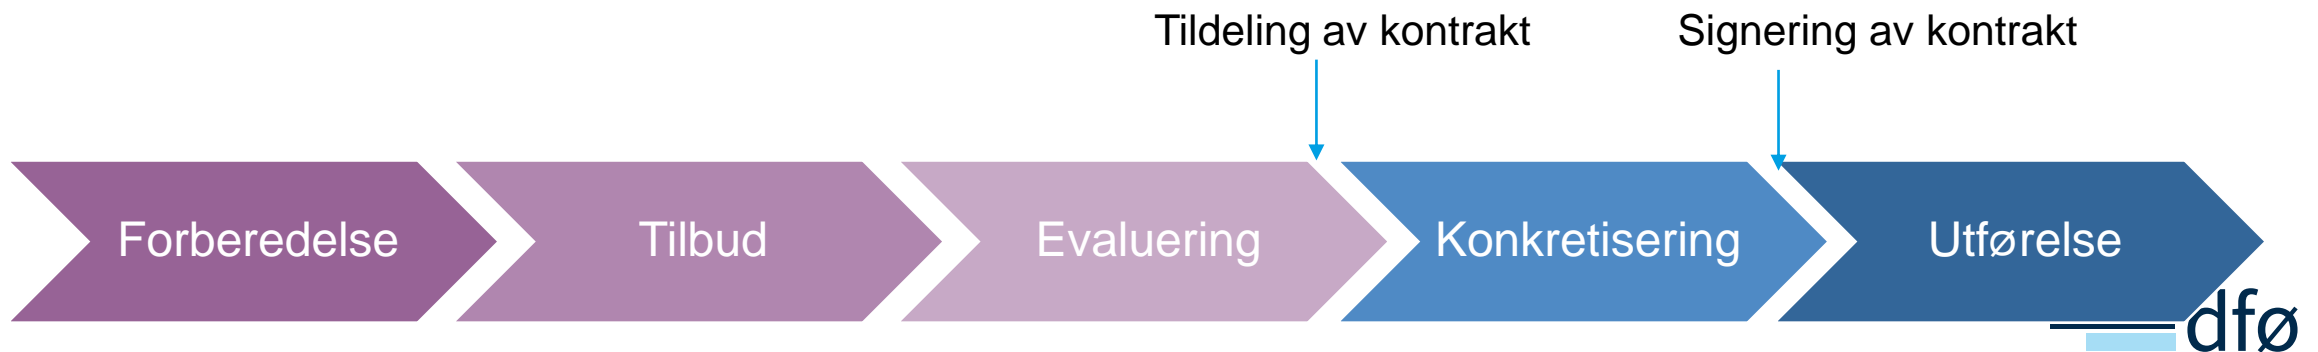 Tildeling av kontrakt
Signering av kontrakt
Forberedelse
Tilbud
Evaluering
Konkretisering
Utførelse
dfø